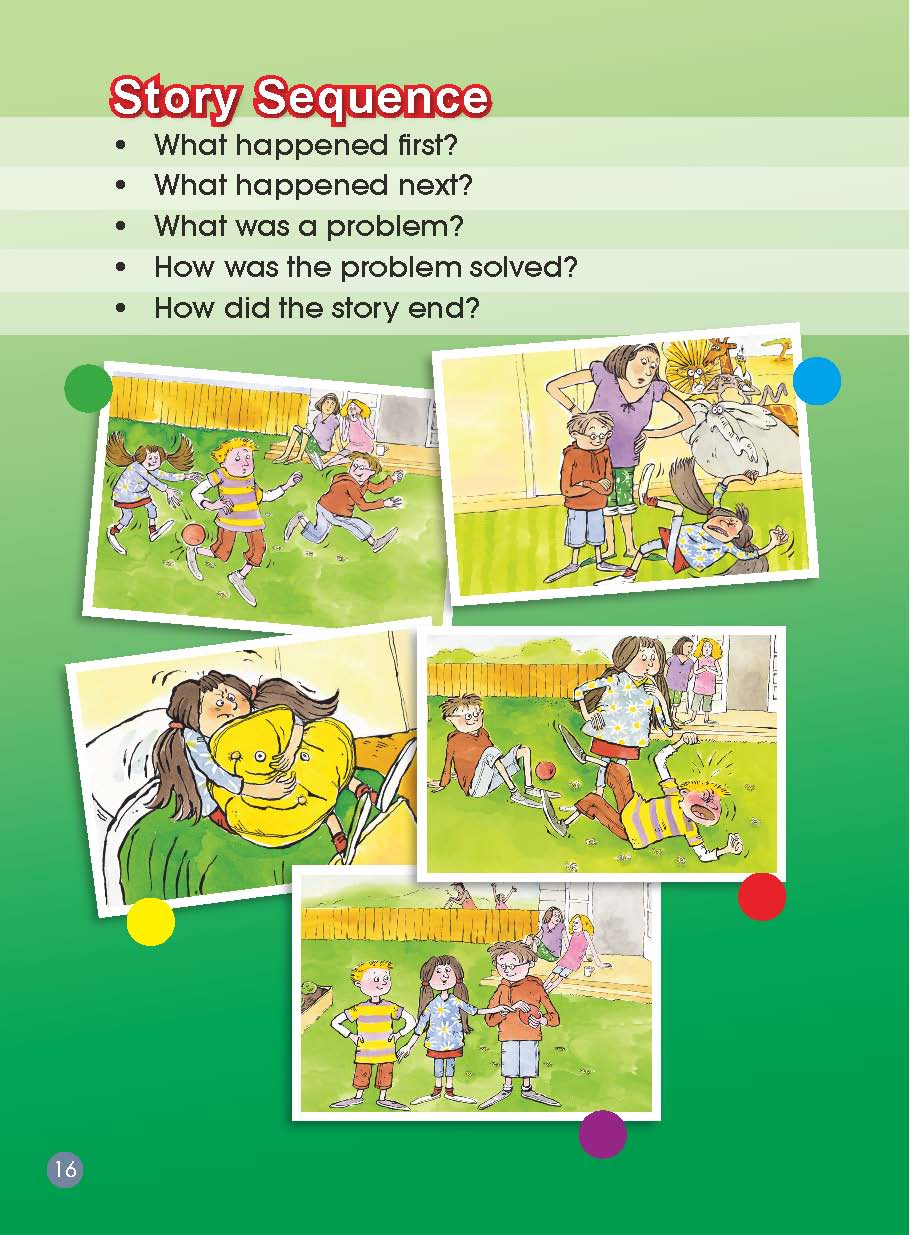 Story Sequence
• What happened first?
• What happened next?
• What was a problem?
• How was the problem solved?
• How did the story end?
16